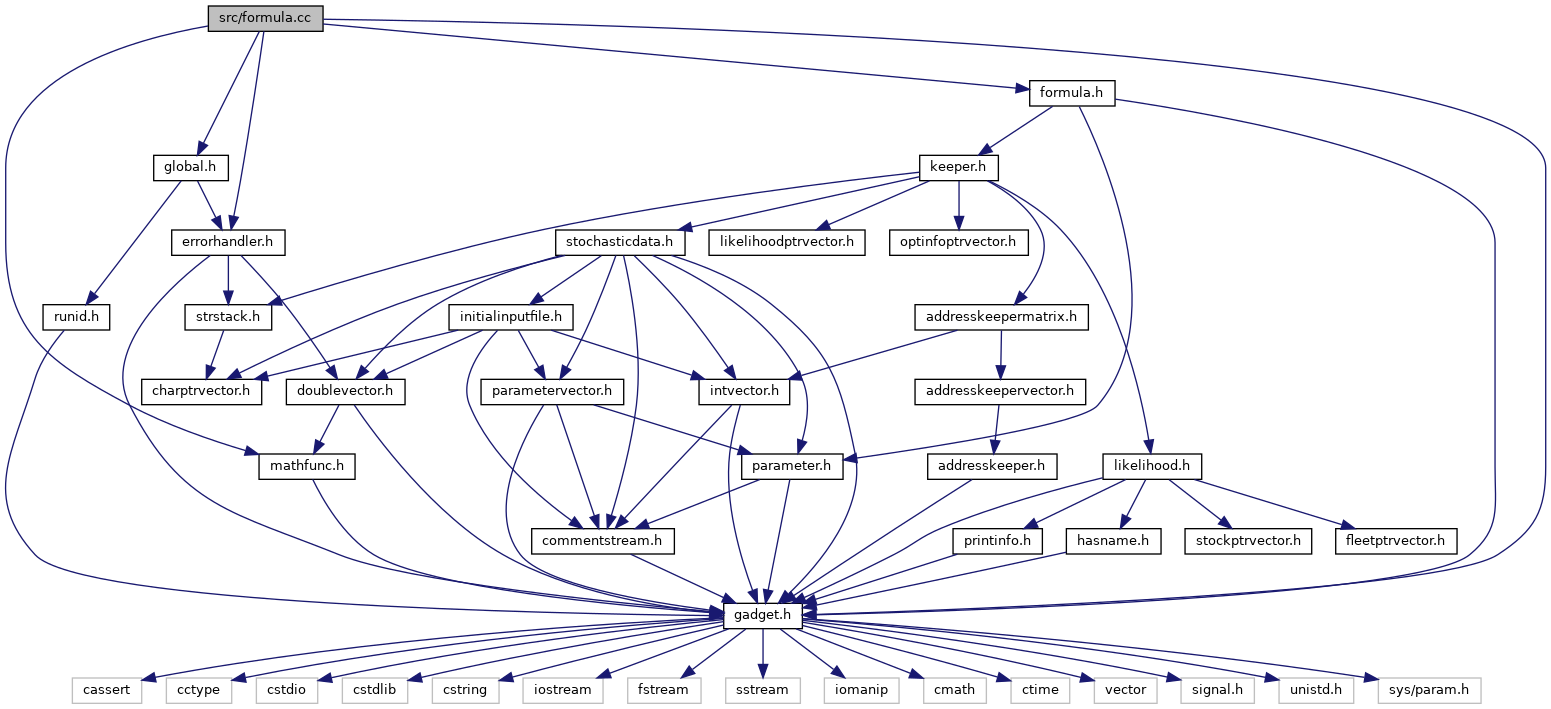 src/formula.cc
formula.h
global.h
keeper.h
errorhandler.h
stochasticdata.h
likelihoodptrvector.h
optinfoptrvector.h
runid.h
strstack.h
initialinputfile.h
addresskeepermatrix.h
charptrvector.h
doublevector.h
parametervector.h
intvector.h
addresskeepervector.h
mathfunc.h
parameter.h
addresskeeper.h
likelihood.h
commentstream.h
printinfo.h
hasname.h
stockptrvector.h
fleetptrvector.h
gadget.h
cassert
cctype
cstdio
cstdlib
cstring
iostream
fstream
sstream
iomanip
cmath
ctime
vector
signal.h
unistd.h
sys/param.h